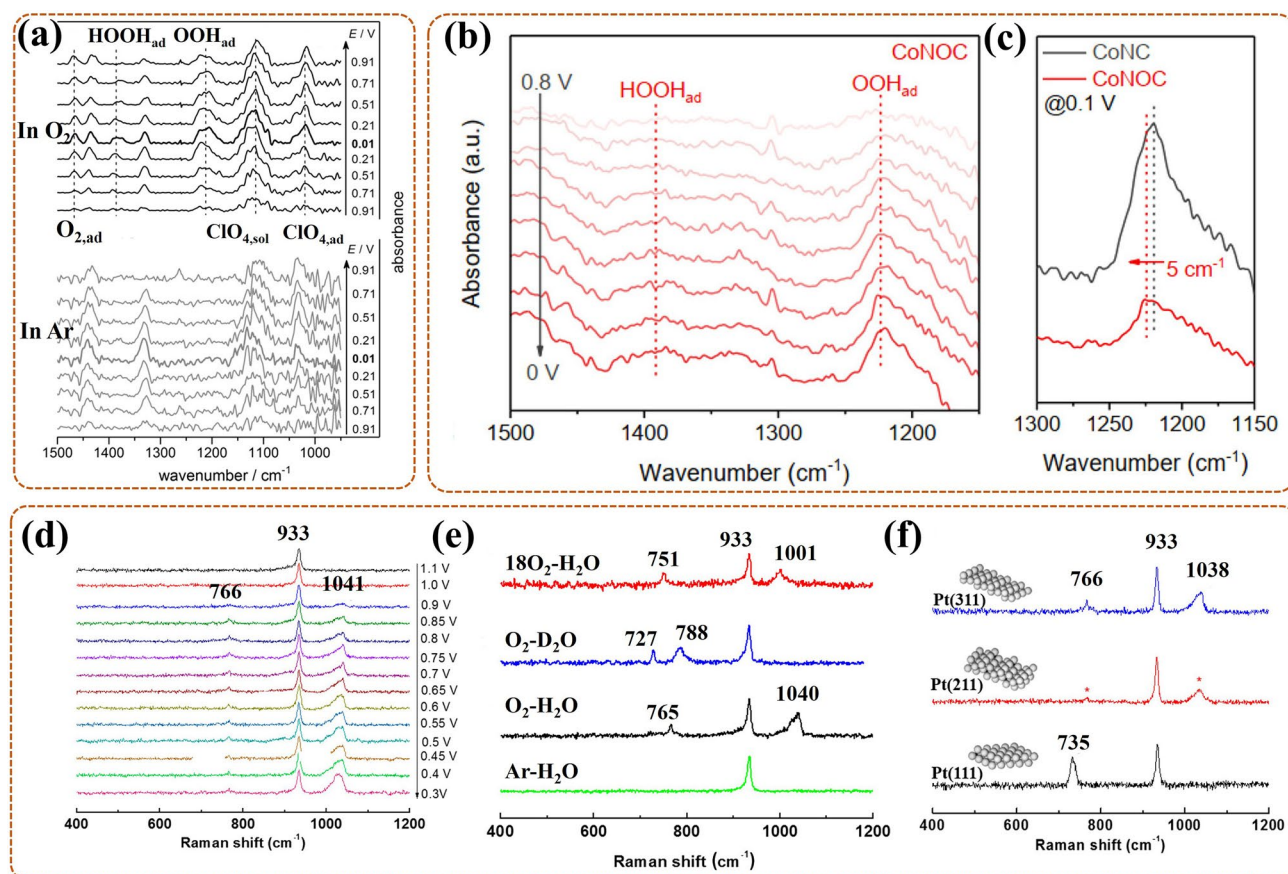 (a)
HOOHad OOHad
E / V
0.91
0.71
0.51
0.21
0.01
0.21
0.51
0.71
0.91
In O2
O2,ad
ClO4,sol
ClO4,ad
absorbance
E / V
0.91
0.71
0.51
0.21
0.01
0.21
0.51
0.71
0.91
In Ar
1500 1400 1300 1200 1100 1000
wavenumber / cm-1
(b)
CoNOC
0.8 V
HOOHad
OOHad
0 V
Absorbance (a.u.)
1500 1400 1300 1200
Wavenumber (cm-1)
(c)
CoNC
CoNOC
@0.1 V
5 cm-1
1300 1250 1200 1150
Wavenumber (cm-1)
(d)
933
766
1041
1.1 V
1.0 V
0.9 V
0.85 V
0.8 V
0.75 V
0.7 V
0.65 V
0.6 V
0.55 V
0.5 V
0.45 V
0.4 V
0.3V
400 600 800 1000 1200
Raman shift (cm-1)
(e)
933
18O2-H2O
751
1001
O2-D2O
727
788
O2-H2O
765
1040
Ar-H2O
400 600 800 1000 1200
Raman shift (cm-1)
(f)
933
766
1038
Pt(311)
Pt(211)
*
*
Pt(111)
735
400 600 800 1000 1200
Raman shift (cm-1)